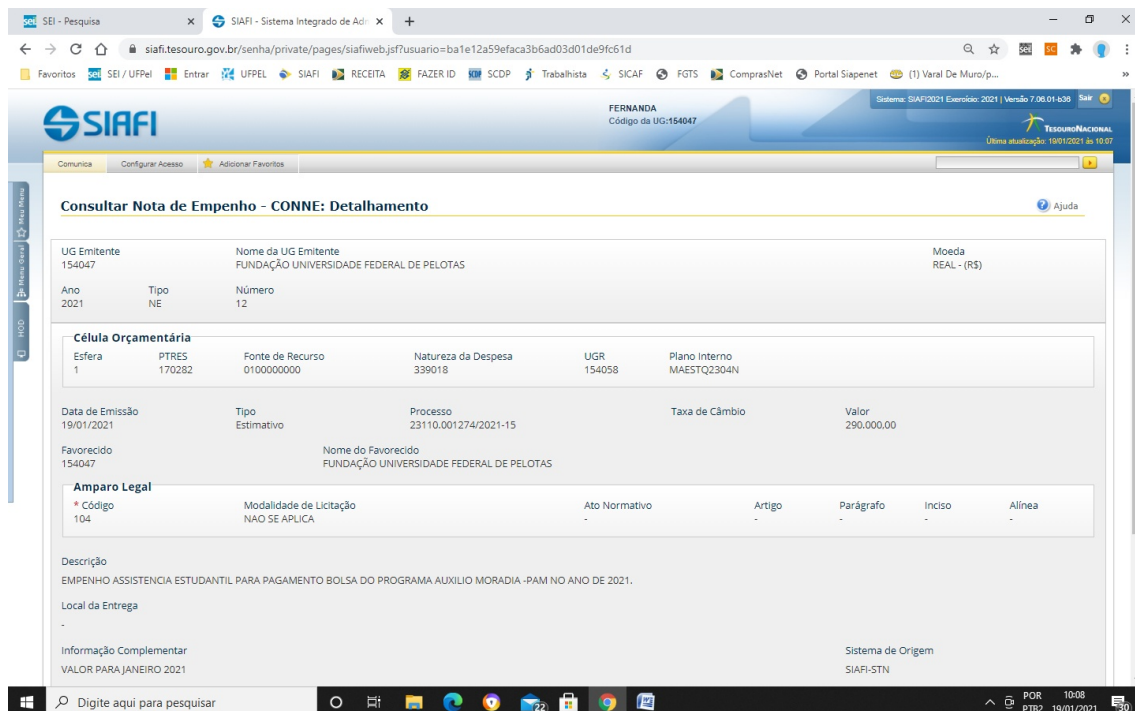 sei SEI - Pesquisa × SIAFI - Sistema Integrado de Adm × +
siafi.tesouro.gov.br/senha/private/pages/siafiweb.jsf?usuario=ba1e12a59efaca3b6ad03d01de9fc61d
Favoritos sei SEI / UFPel Entrar UFPEL SIAFI RECEITA FAZER ID SCDP Trabalhista SICAF FGTS ComprasNet Portal Siapenet (1) Varal De Muro/p... »
Sistema: SIAFI2021 Exercício: 2021 | Versão 7.06.01-b36 Sair
SIAFI
FERNANDA
Código da UG:154047
TESOURONACIONAL
Última atualização: 19/01/2021 às 10:07
Comunica Configurar Acesso Adicionar Favoritos
Meu Menu
Menu Geral
HOD
Consultar Nota de Empenho - CONNE: Detalhamento Ajuda
UG Emitente Nome da UG Emitente Moeda
154047 FUNDAÇÃO UNIVERSIDADE FEDERAL DE PELOTAS REAL - (R$)
Ano Tipo Número
2021 NE 12
Célula Orçamentária
Esfera PTRES Fonte de Recurso Natureza da Despesa UGR Plano Interno
1 170282 0100000000 339018 154058 MAESTQ2304N
Data de Emissão Tipo Processo Taxa de Câmbio Valor
19/01/2021 Estimativo 23110.001274/2021-15 290.000,00
Favorecido Nome do Favorecido
154047 FUNDAÇÃO UNIVERSIDADE FEDERAL DE PELOTAS
Amparo Legal
* Código Modalidade de Licitação Ato Normativo Artigo Parágrafo Inciso Alínea
104 NAO SE APLICA - - - - -
Descrição
EMPENHO ASSISTENCIA ESTUDANTIL PARA PAGAMENTO BOLSA DO PROGRAMA AUXILIO MORADIA -PAM NO ANO DE 2021.
Local da Entrega
-
Informação Complementar Sistema de Origem
VALOR PARA JANEIRO 2021 SIAFI-STN
Digite aqui para pesquisar 22 POR 10:08
PTB2 19/01/2021 30